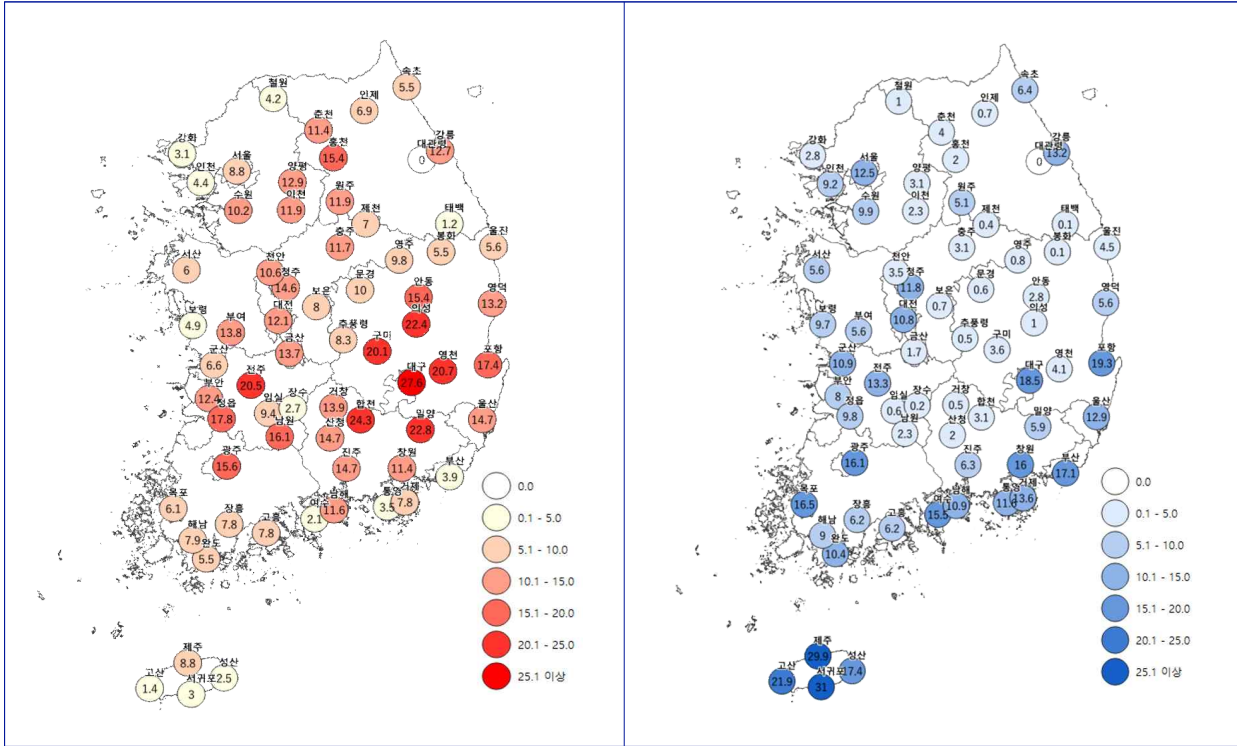 속초
5.5
철원
4.2
인제
6.9
춘천
11.4
홍천
15.4
강릉
12.7
대관령
0
강화
3.1
서울
8.8
인천
4.4
양평
12.9
수원
10.2
이천
11.9
원주
11.9
제천
7
태백
1.2
충주
11.7
영주
9.8
봉화
5.5
울진
5.6
서산
6
천안
10.6
청주
14.6
보은
8
문경
10
안동
15.4
영덕
13.2
보령
4.9
부여
13.8
대전
12.1
의성
22.4
금산
13.7
추풍령
8.3
구미
20.1
영천
20.7
포항
17.4
군산
6.6
전주
20.5
대구
27.6
부안
12.4
정읍
17.8
임실
9.4
장수
2.7
거창
13.9
합천
24.3
밀양
22.8
울산
14.7
남원
16.1
산청
14.7
광주
15.6
진주
14.7
창원
11.4
부산
3.9
목포
6.1
장흥
7.8
고흥
7.8
여수
2.1
남해
11.6
통영
3.5
거제
7.8
해남
7.9
완도
5.5
제주
8.8
고산
1.4
서귀포
3
성산
2.5
0.0
0.1 - 5.0
5.1 - 10.0
10.1 - 15.0
15.1 - 20.0
20.1 - 25.0
25.1 이상
속초
6.4
철원
1
인제
0.7
춘천
4
홍천
2
강릉
13.2
대관령
0
강화
2.8
서울
12.5
인천
9.2
양평
3.1
수원
9.9
이천
2.3
원주
5.1
제천
0.4
태백
0.1
충주
3.1
영주
0.8
봉화
0.1
울진
4.5
서산
5.6
천안
3.5
청주
11.8
보은
0.7
문경
0.6
안동
2.8
영덕
5.6
보령
9.7
부여
5.6
대전
10.8
의성
1
금산
1.7
추풍령
0.5
구미
3.6
영천
4.1
포항
19.3
군산
10.9
전주
13.3
대구
18.5
부안
8
정읍
9.8
임실
0.6
장수
0.2
거창
0.5
합천
3.1
밀양
5.9
울산
12.9
남원
2.3
산청
2
광주
16.1
진주
6.3
창원
16
부산
17.1
목포
16.5
장흥
6.2
고흥
6.2
여수
15.5
남해
10.9
통영
11.6
거제
13.6
해남
9
완도
10.4
제주
29.9
고산
21.9
서귀포
31
성산
17.4
0.0
0.1 - 5.0
5.1 - 10.0
10.1 - 15.0
15.1 - 20.0
20.1 - 25.0
25.1 이상